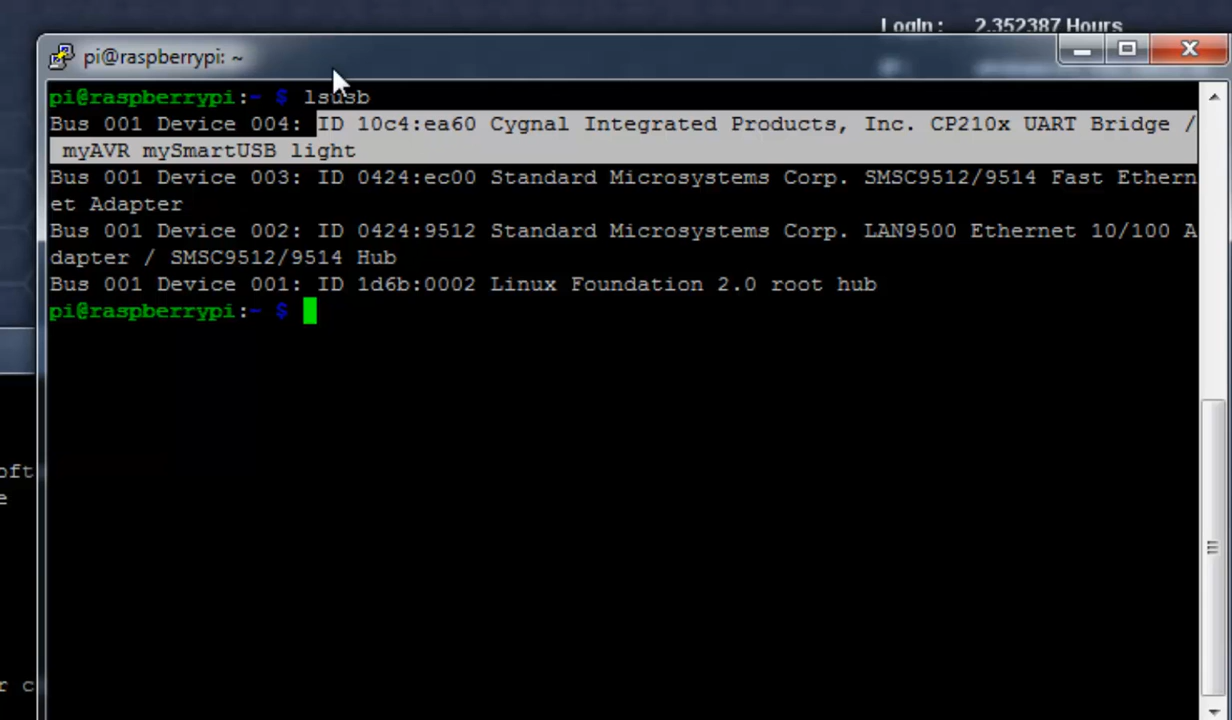 LogIn : 2.352387 Hours
pi@raspberrypi: ~
pi@raspberrypi:~ $ lsusb
Bus 001 Device 004: ID 10c4:ea60 Cygnal Integrated Products, Inc. CP210x UART Bridge /
myAVR mySmartUSB light
Bus 001 Device 003: ID 0424:ec00 Standard Microsystems Corp. SMSC9512/9514 Fast Ethern
et Adapter
Bus 001 Device 002: ID 0424:9512 Standard Microsystems Corp. LAN9500 Ethernet 10/100 A
dapter / SMSC9512/9514 Hub
Bus 001 Device 001: ID 1d6b:0002 Linux Foundation 2.0 root hub
pi@raspberrypi:~ $
oft
e
r c